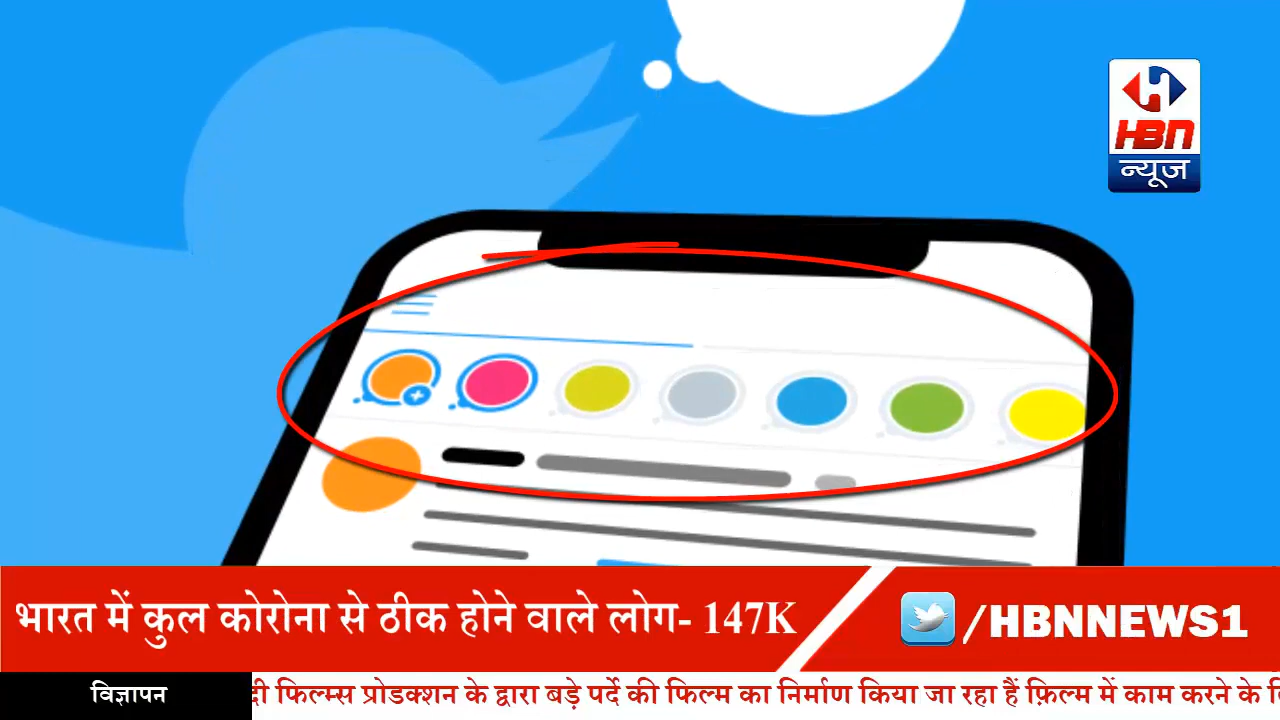 HBN
न्यूज
भारत में कुल कोरोना से ठीक होने वाले लोग- 147K
/HBNNEWS1
विज्ञापन
दी फिल्म्स प्रोडक्शन के द्वारा बड़े पर्दे की फिल्म का निर्माण किया जा रहा हैं फ़िल्म में काम करने के